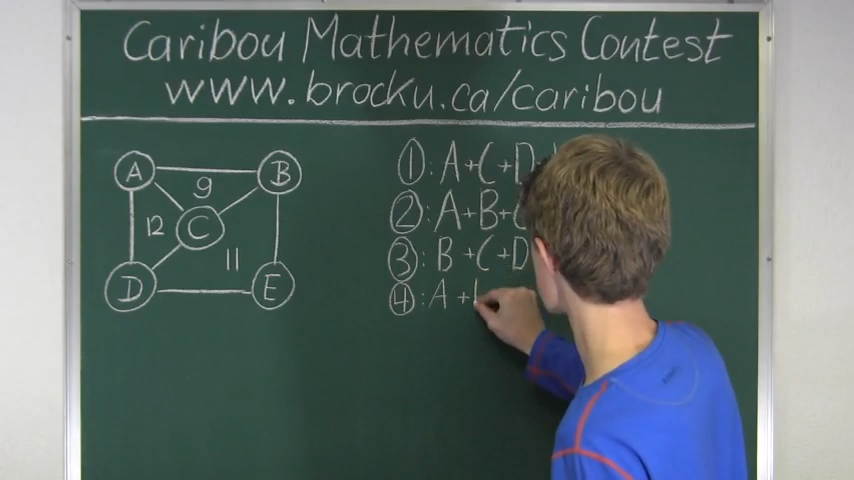 Caribou Mathematics Contest
www.brocku.ca/caribou
A
B
9
12
C
11
D
E
①: A+C+D
②: A+B+
③: B+C+D
④: A+